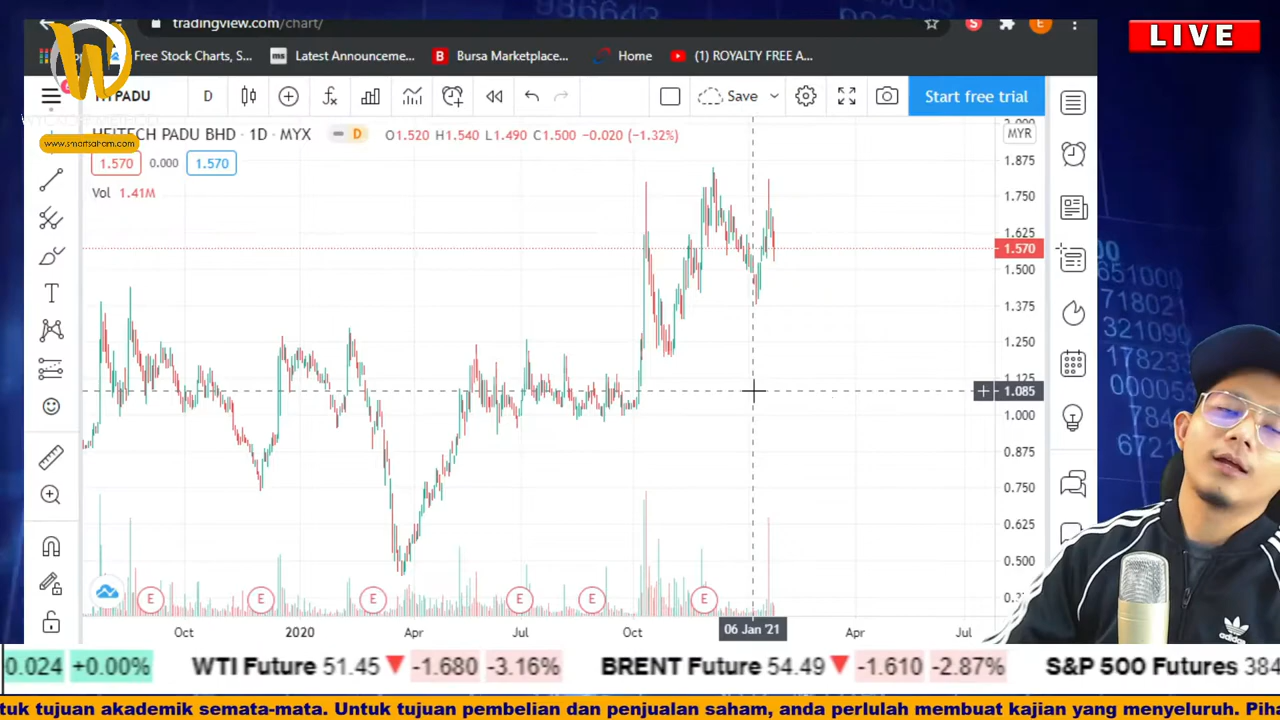 tradingview.com/chart/
LIVE
Free Stock Charts, S...
Latest Announceme...
Bursa Marketplace...
Home
(1) ROYALTY FREE A...
HTPADU
D
Save
Start free trial
HEITECH PADU BHD · 1D · MYX
D
O1.520 H1.540 L1.490 C1.500 −0.020 (−1.32%)
MYR
www.smartsaham.com
1.570
0.000
1.570
Vol 1.41M
1.875
1.750
1.625
1.570
1.500
1.375
1.250
1.125
1.085
1.000
0.875
0.750
0.625
0.500
E
E
E
E
E
E
Oct
2020
Apr
Jul
Oct
06 Jan '21
Apr
Jul
adidas
0.024 +0.00%
WTI Future 51.45 ▼ -1.680 -3.16%
BRENT Future 54.49 ▼ -1.610 -2.87%
S&P 500 Futures 384
tuk tujuan akademik semata-mata. Untuk tujuan pembelian dan penjualan saham, anda perlulah membuat kajian yang menyeluruh. Piha